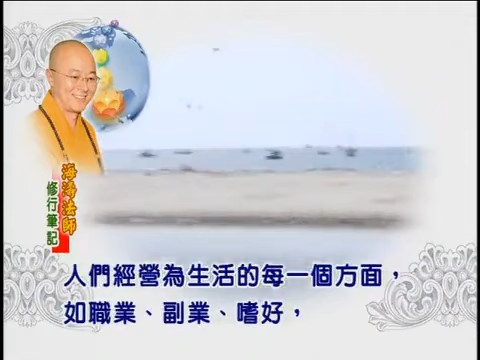 海濤法師
修行筆記
人們經營為生活的每一個方面，
如職業、副業、嗜好，